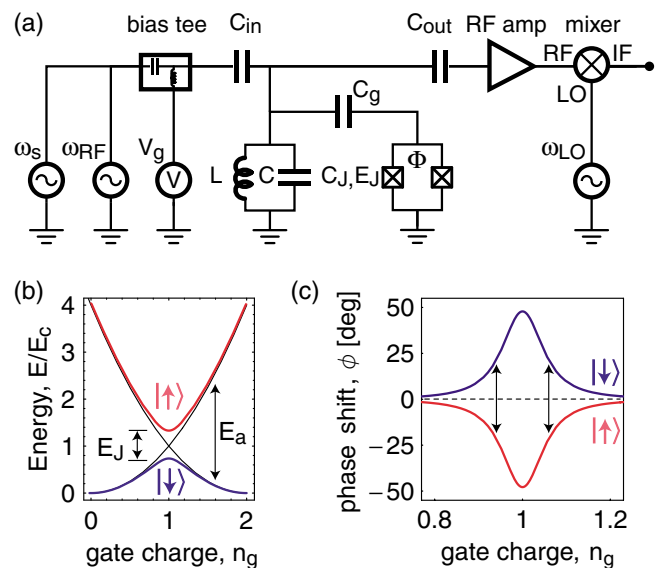 (a)
bias tee C_in C_out RF amp mixer
RF IF
LO
C_g
ω_s ω_RF V_g V L C C_J, E_J Φ ω_LO
(b) (c)
4
3
2
1
0
Energy, E/E_c
|↑⟩
E_J
E_a
|↓⟩
0 1 2
gate charge, n_g
50
25
0
−25
−50
phase shift, ϕ [deg]
|↓⟩
|↑⟩
0.8 1 1.2
gate charge, n_g